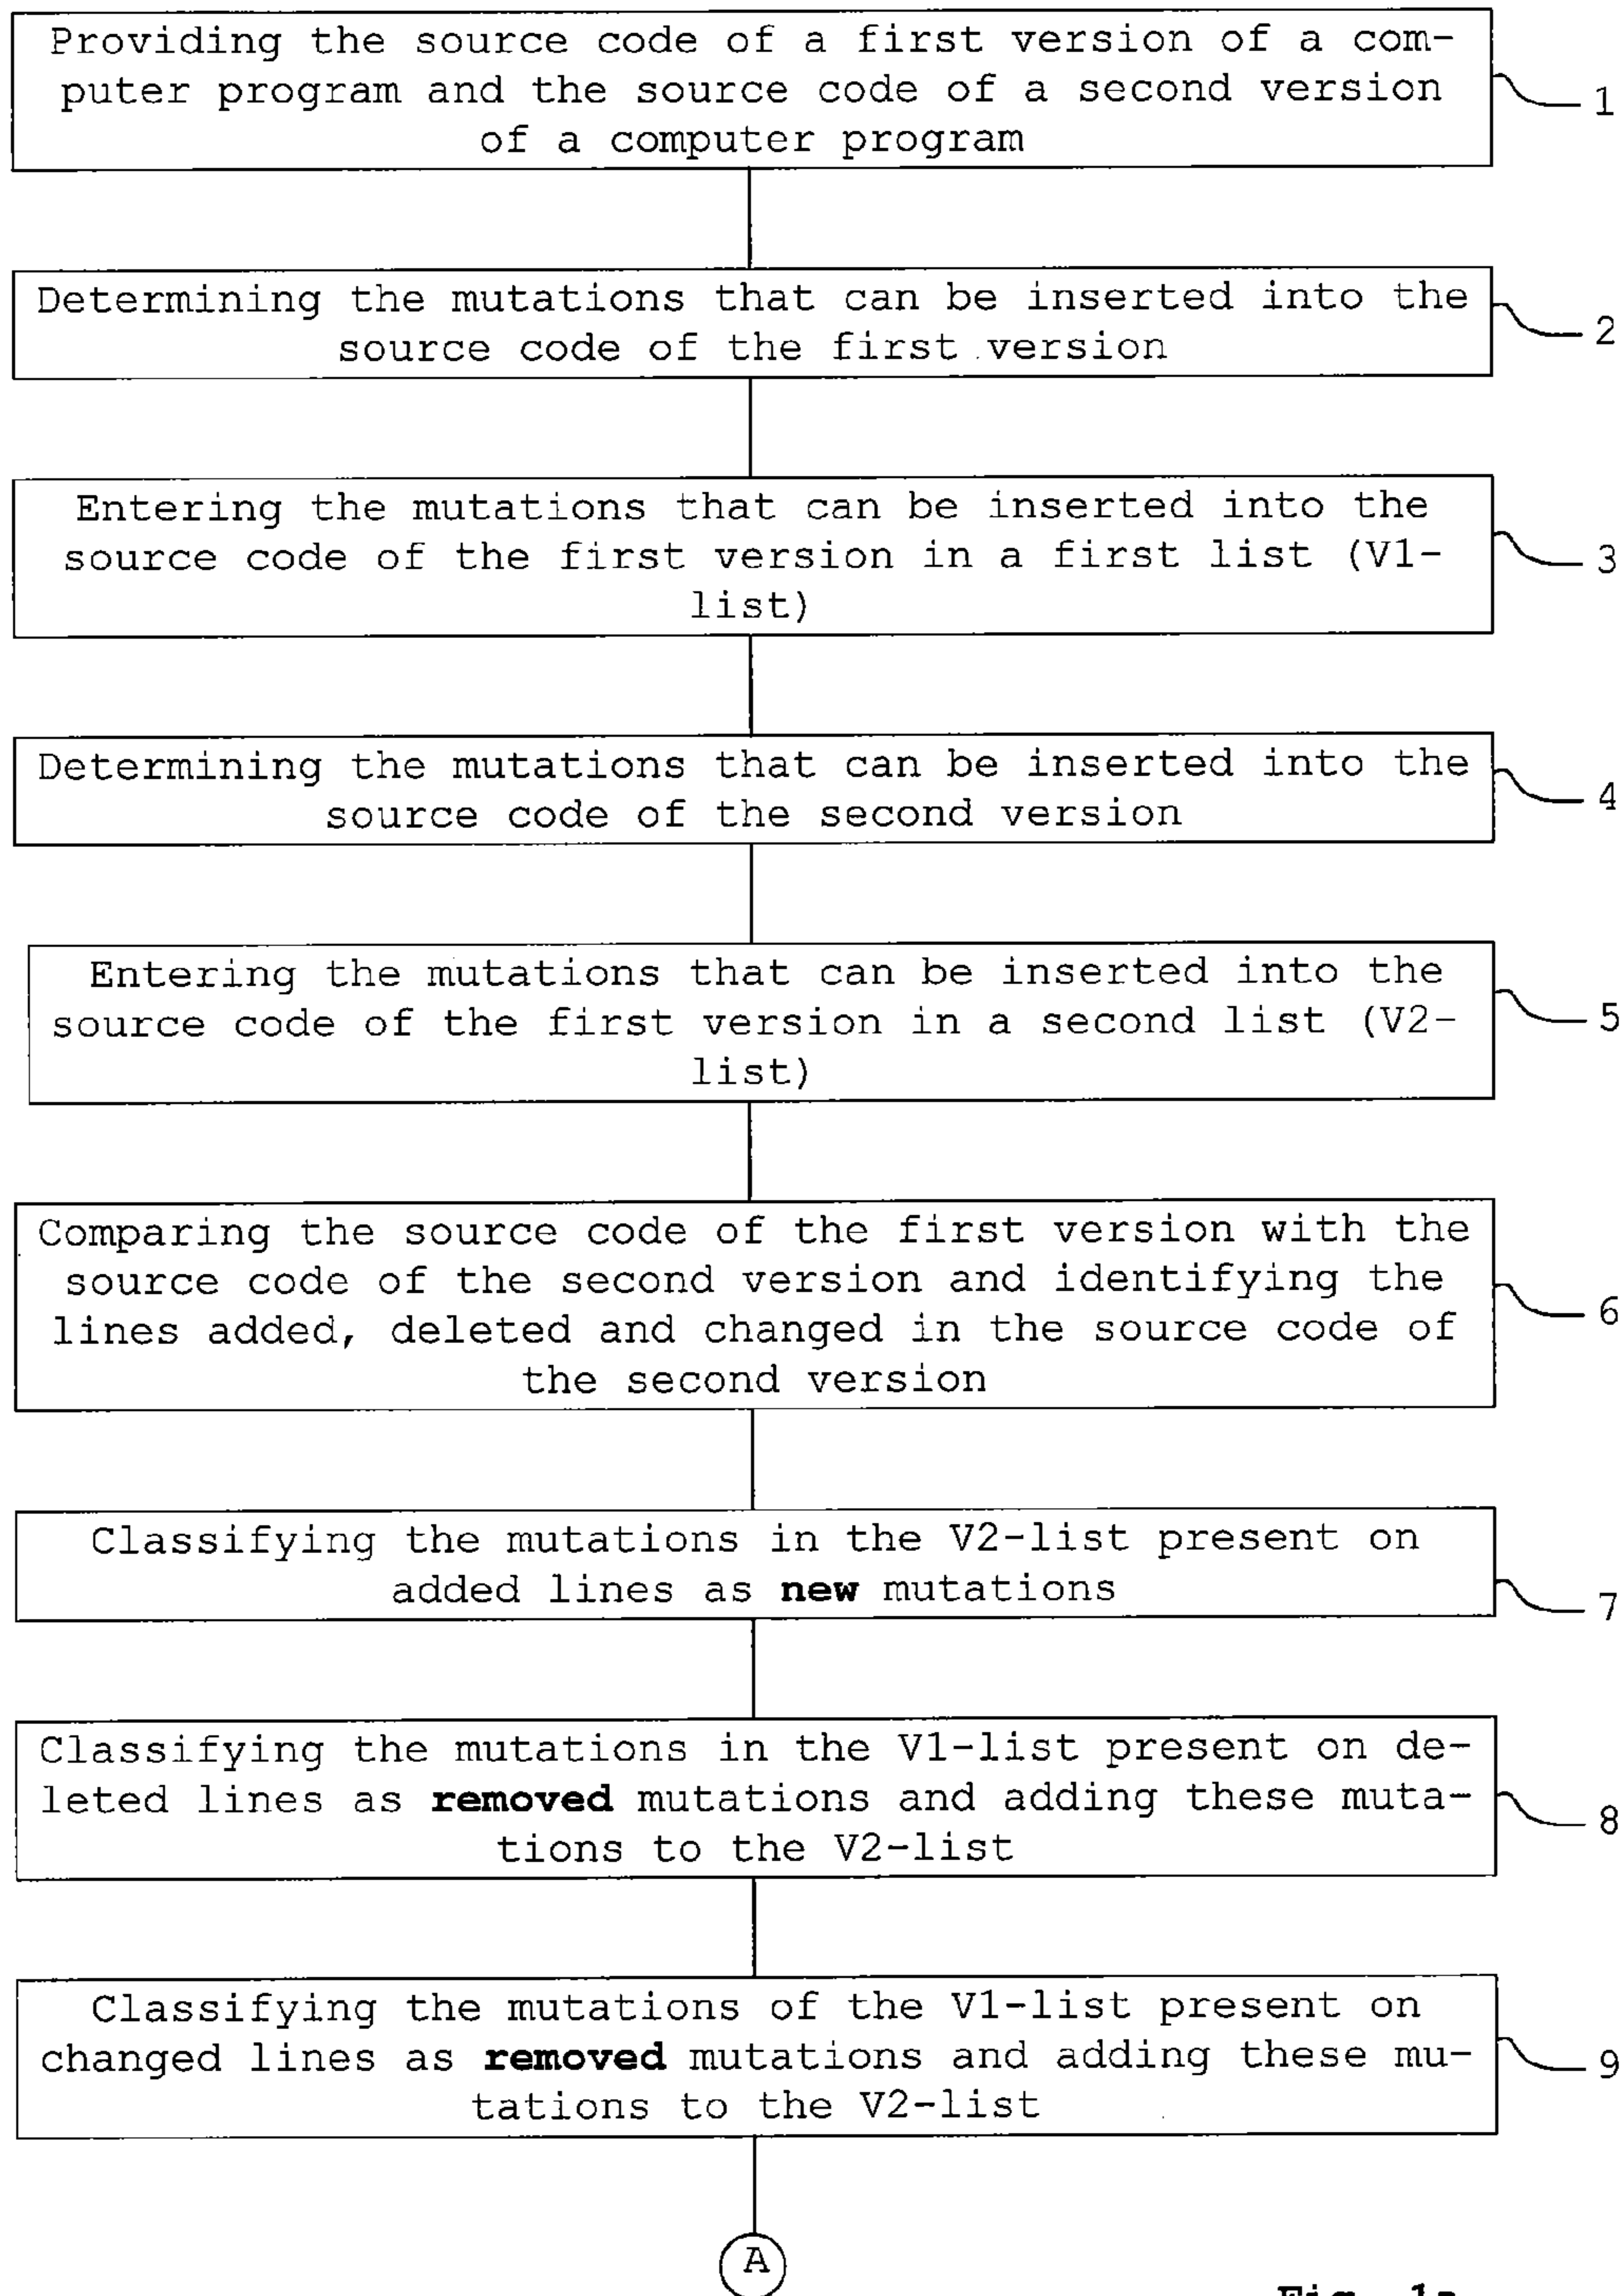 Providing the source code of a first version of a com-
puter program and the source code of a second version
of a computer program
1
Determining the mutations that can be inserted into the
source code of the first version
2
Entering the mutations that can be inserted into the
source code of the first version in a first list (V1-
list)
3
Determining the mutations that can be inserted into the
source code of the second version
4
Entering the mutations that can be inserted into the
source code of the first version in a second list (V2-
list)
5
Comparing the source code of the first version with the
source code of the second version and identifying the
lines added, deleted and changed in the source code of
the second version
6
Classifying the mutations in the V2-list present on
added lines as new mutations
7
Classifying the mutations in the V1-list present on de-
leted lines as removed mutations and adding these muta-
tions to the V2-list
8
Classifying the mutations of the V1-list present on
changed lines as removed mutations and adding these mu-
tations to the V2-list
9
A